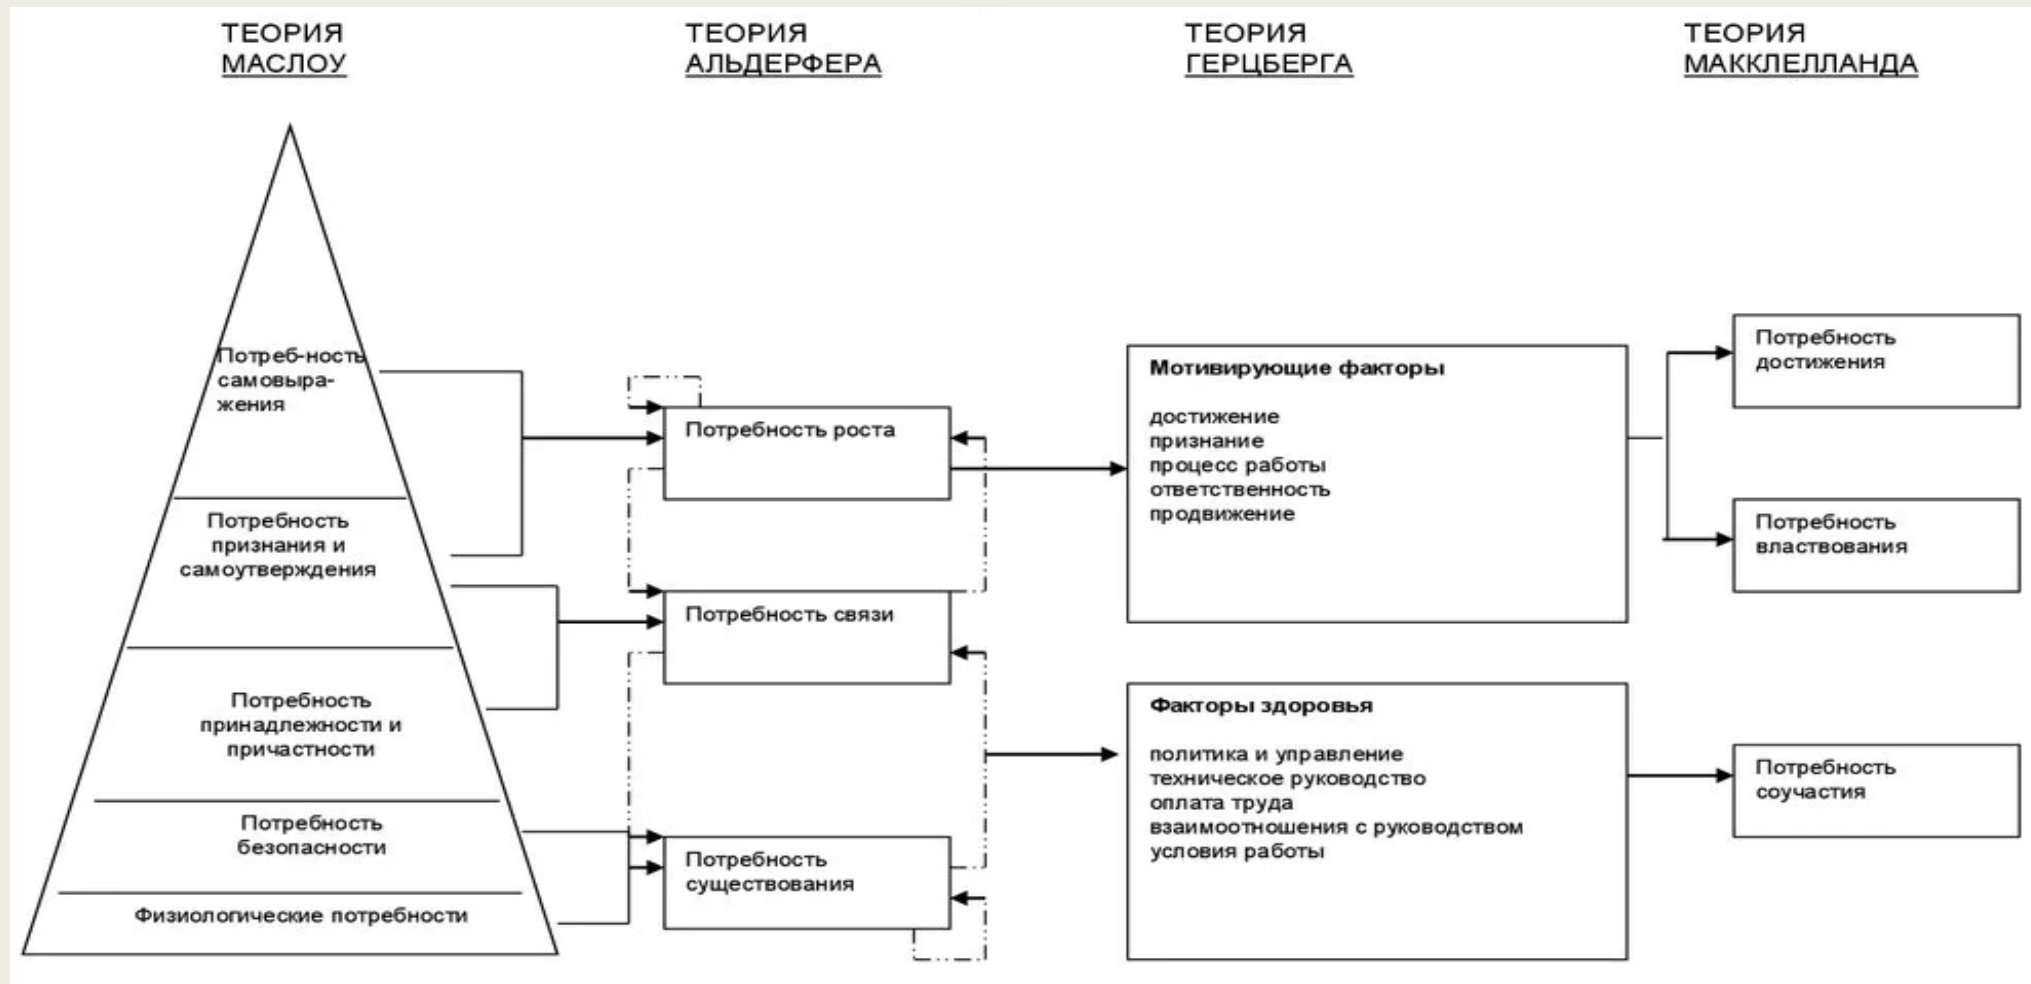 ТЕОРИЯ
МАСЛОУ
ТЕОРИЯ
АЛЬДЕРФЕРА
ТЕОРИЯ
ГЕРЦБЕРГА
ТЕОРИЯ
МАККЛЕЛЛАНДА
Потреб-ность
самовыра-
жения
Потребность
признания и
самоутверждения
Потребность
принадлежности и
причастности
Потребность
безопасности
Физиологические потребности
Потребность роста
Потребность связи
Потребность
существования
Мотивирующие факторы
достижение
признание
процесс работы
ответственность
продвижение
Факторы здоровья
политика и управление
техническое руководство
оплата труда
взаимоотношения с руководством
условия работы
Потребность
достижения
Потребность
властвования
Потребность
соучастия